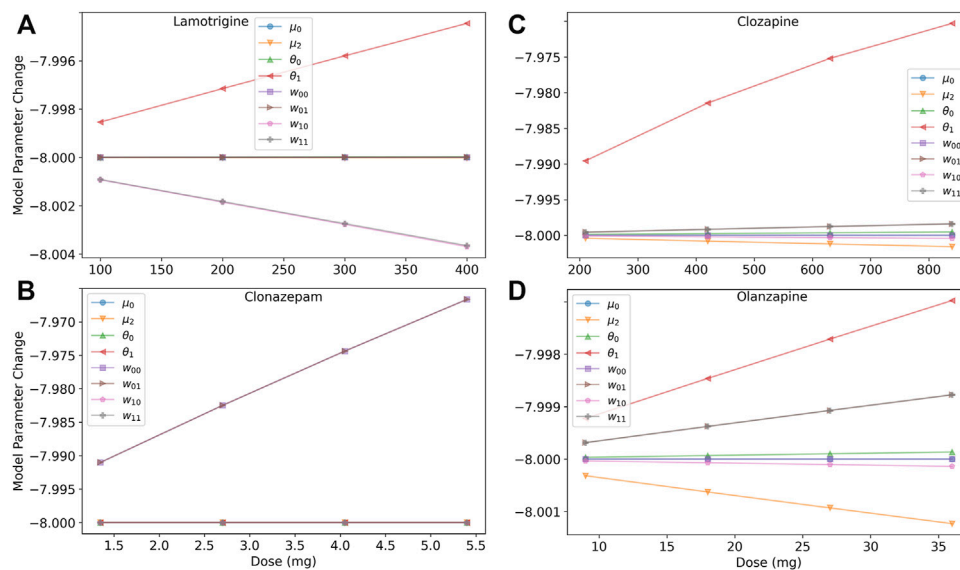 A
Lamotrigine
Model Parameter Change
−7.996
−7.998
−8.000
−8.002
−8.004
μ0
μ2
θ0
θ1
w00
w01
w10
w11
100 150 200 250 300 350 400
C
Clozapine
−7.975
−7.980
−7.985
−7.990
−7.995
−8.000
μ0
μ2
θ0
θ1
w00
w01
w10
w11
200 300 400 500 600 700 800
B
Clonazepam
Model Parameter Change
−7.970
−7.975
−7.980
−7.985
−7.990
−7.995
−8.000
μ0
μ2
θ0
θ1
w00
w01
w10
w11
1.5 2.0 2.5 3.0 3.5 4.0 4.5 5.0 5.5
Dose (mg)
D
Olanzapine
−7.998
−7.999
−8.000
−8.001
μ0
μ2
θ0
θ1
w00
w01
w10
w11
10 15 20 25 30 35
Dose (mg)